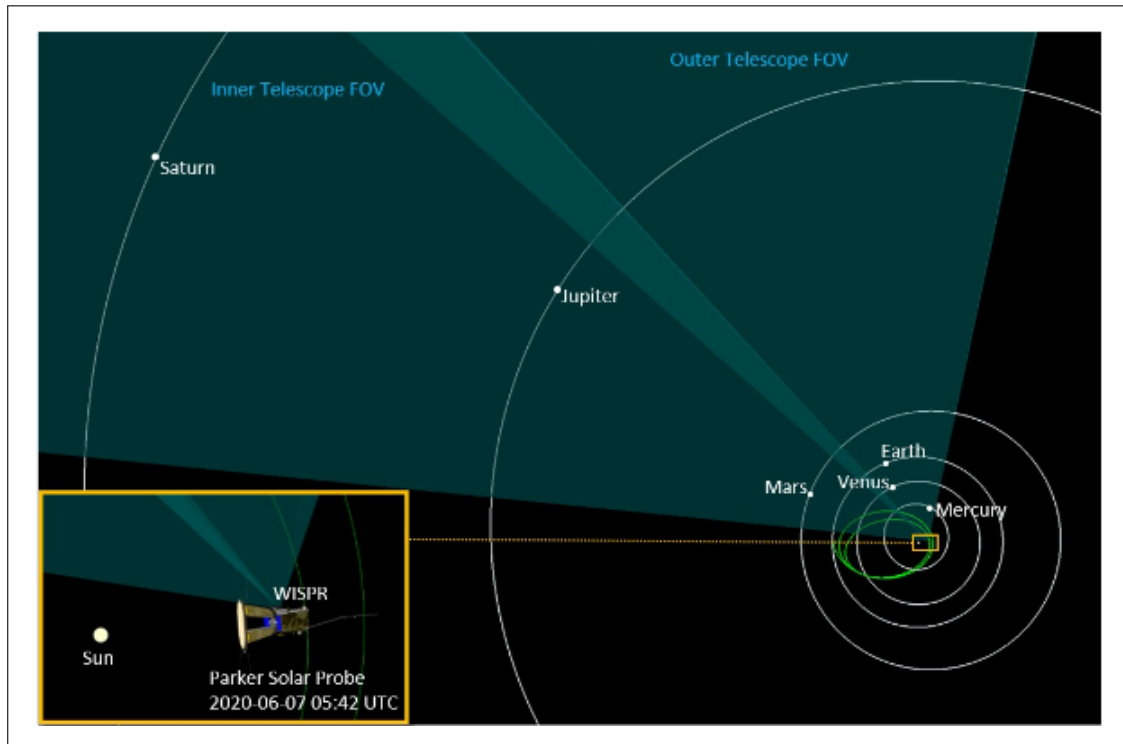 Outer Telescope FOV
Inner Telescope FOV
Saturn
Jupiter
Earth
Mars
Venus
Mercury
WISPR
Sun
Parker Solar Probe
2020-06-07 05:42 UTC